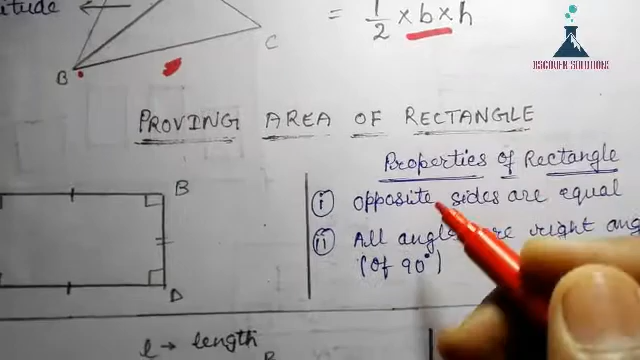 itude
= 1/2 × b × h
B
C
DISCOVER SOLUTIONS
PROVING AREA OF RECTANGLE
Properties of Rectangle
B
(i) Opposite sides are equal
(ii) All angles are right ang
(Of 90°)
D
l → length
B